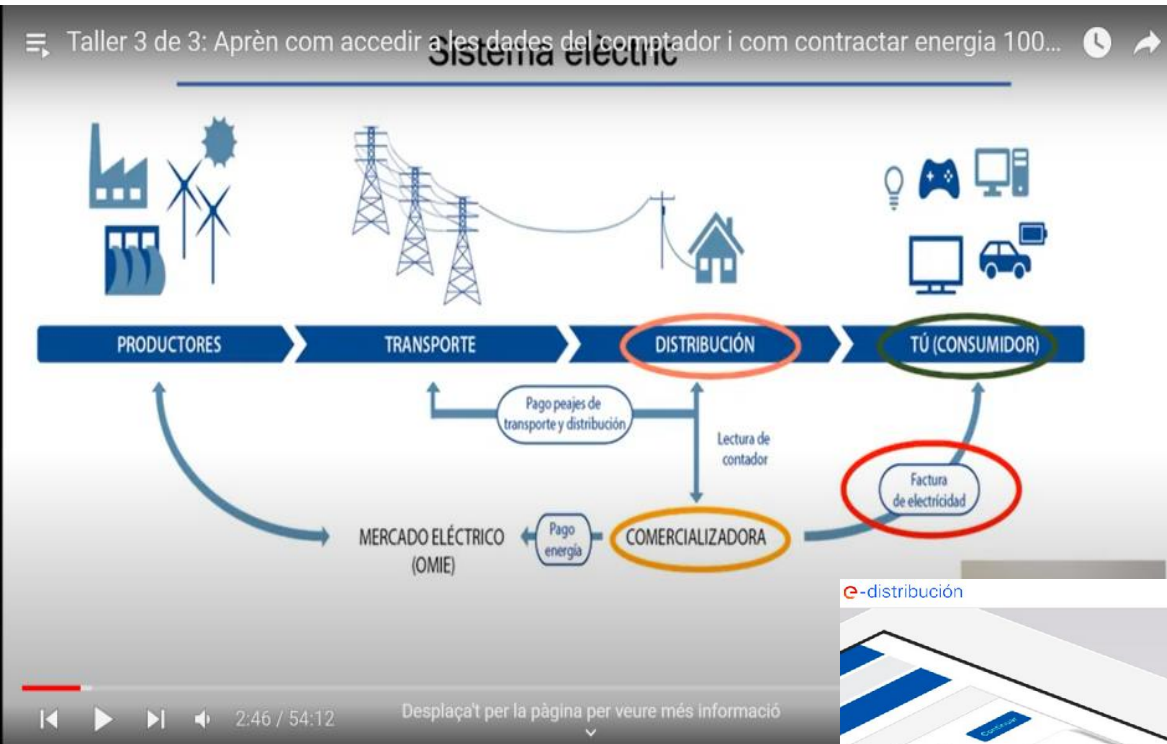 Taller 3 de 3: Aprèn com accedir a les dades del comptador i com contractar energia 100...
Sistema elèctric
PRODUCTORES
TRANSPORTE
DISTRIBUCIÓN
TÚ (CONSUMIDOR)
Pago peajes de
transporte y distribución
Lectura de
contador
Factura
de electrícidad
MERCADO ELÉCTRICO
(OMIE)
Pago
energía
COMERCIALIZADORA
e-distribución
Continuar
2:46 / 54:12
Desplaça't per la pàgina per veure més informació